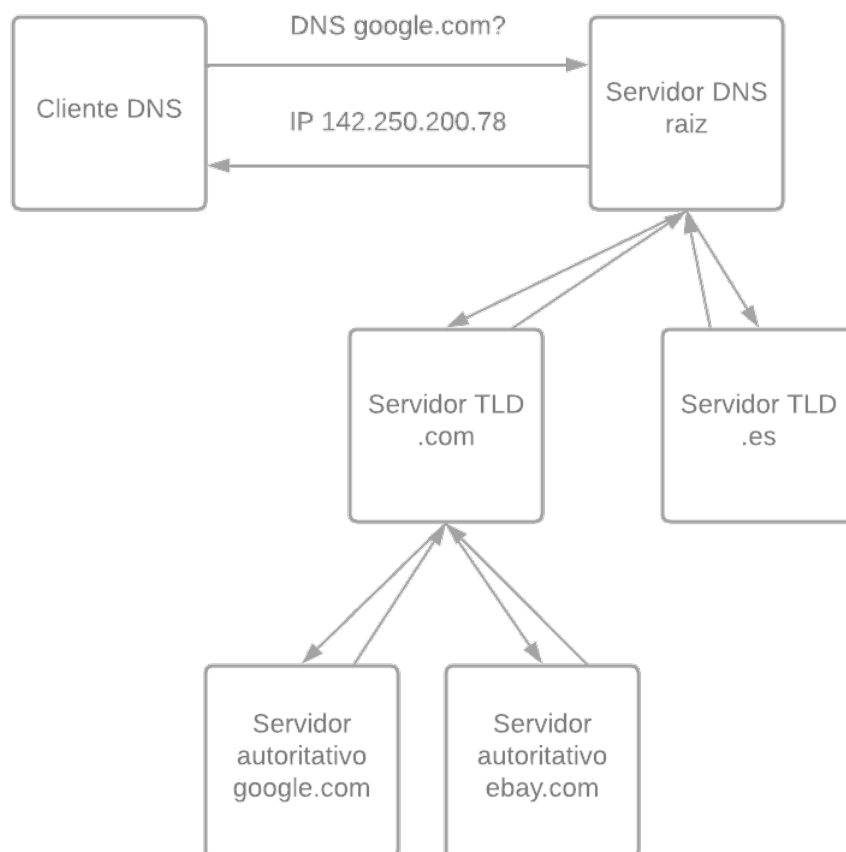 DNS google.com?
Cliente DNS
IP 142.250.200.78
Servidor DNS
raiz
Servidor TLD
.com
Servidor TLD
.es
Servidor
autoritativo
google.com
Servidor
autoritativo
ebay.com